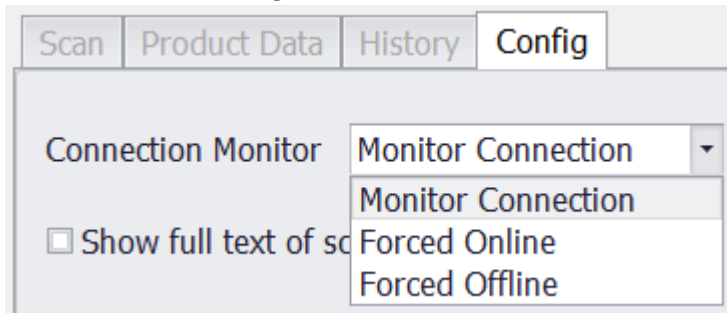 Scan Product Data History Config
Connection Monitor Monitor Connection
Monitor Connection
Show full text of
Forced Online
Forced Offline